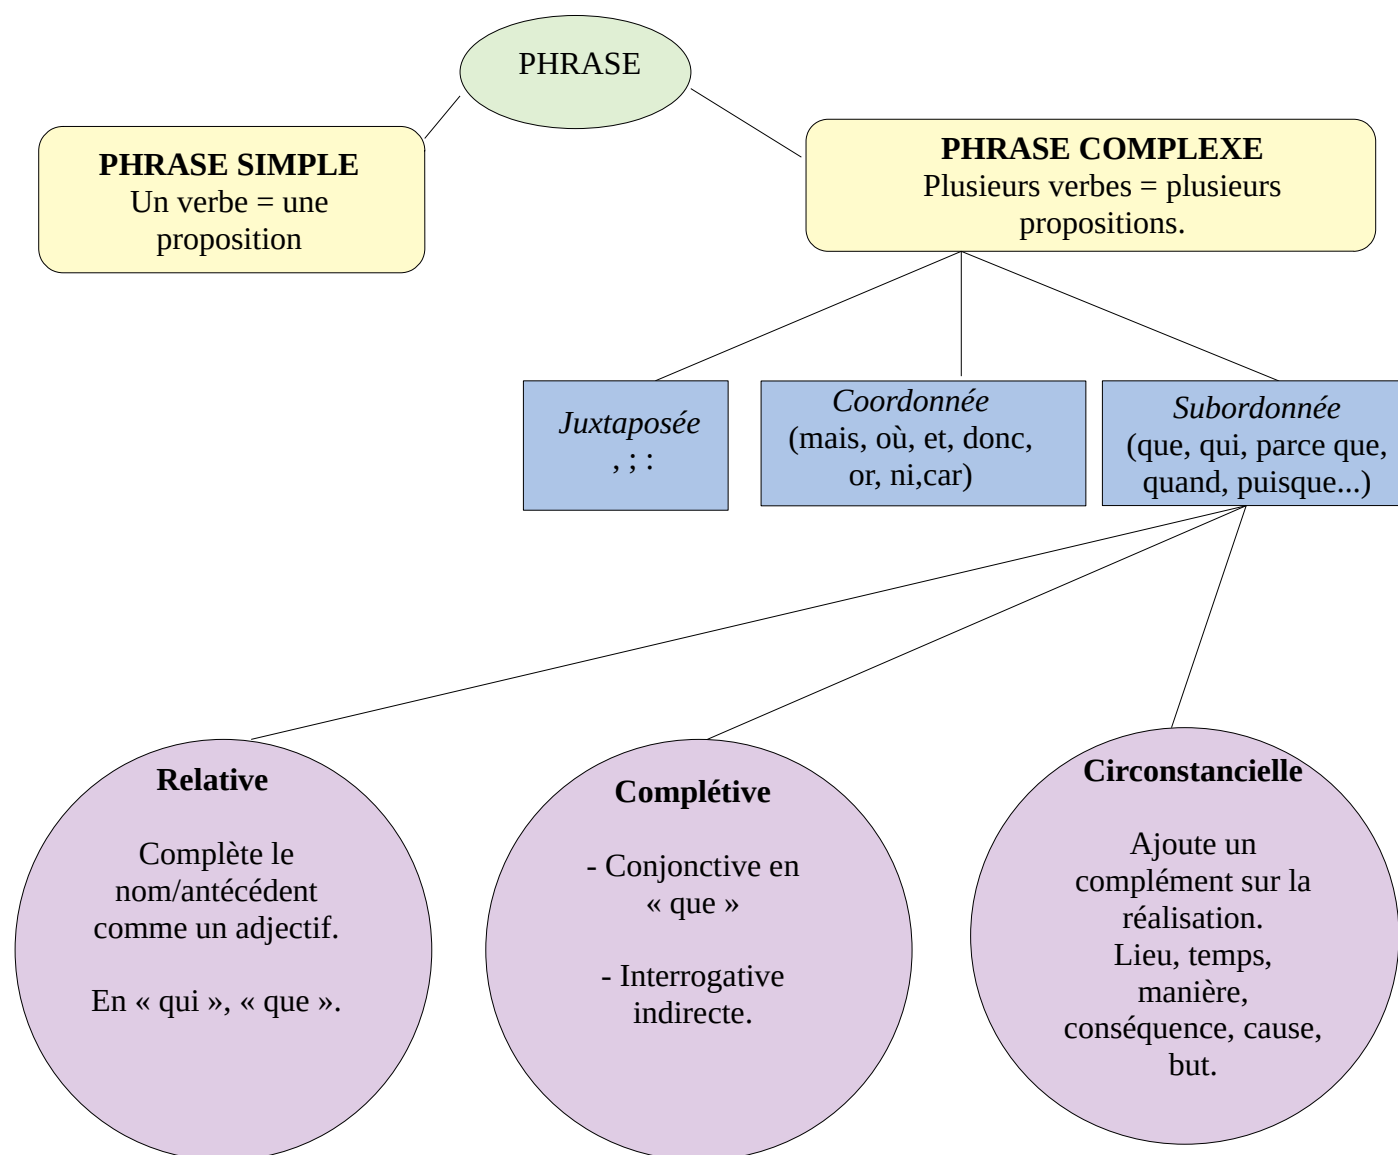 PHRASE
PHRASE SIMPLE
Un verbe = une
proposition
PHRASE COMPLEXE
Plusieurs verbes = plusieurs
propositions.
Juxtaposée
, ; :
Coordonnée
(mais, où, et, donc,
or, ni,car)
Subordonnée
(que, qui, parce que,
quand, puisque...)
Relative
Complète le
nom/antécédent
comme un adjectif.
En « qui », « que ».
Complétive
- Conjonctive en
« que »
- Interrogative
indirecte.
Circonstancielle
Ajoute un
complément sur la
réalisation.
Lieu, temps,
manière,
conséquence, cause,
but.